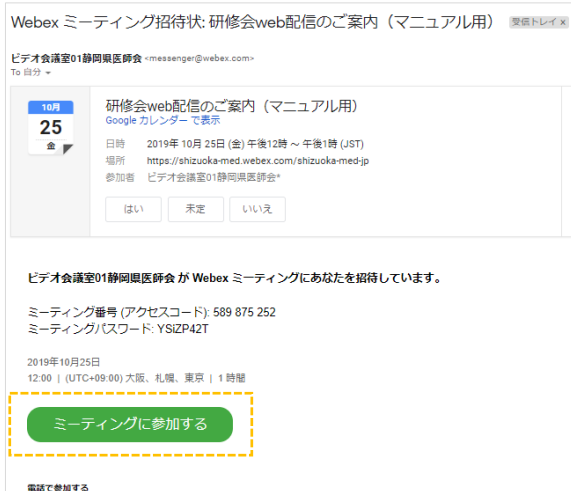 Webex ミーティング招待状: 研修会web配信のご案内（マニュアル用） 受信トレイ x
ビデオ会議室01静岡県医師会 <messenger@webex.com>
To 自分
10月
25
金
研修会web配信のご案内（マニュアル用）
Google カレンダー で表示
日時 2019年 10月 25日 (金) 午後12時 ～ 午後1時 (JST)
場所 https://shizuoka-med.webex.com/shizuoka-med-jp
参加者 ビデオ会議室01静岡県医師会*
はい 未定 いいえ
ビデオ会議室01静岡県医師会 が Webex ミーティングにあなたを招待しています。
ミーティング番号 (アクセスコード): 589 875 252
ミーティングパスワード: YSiZP42T
2019年10月25日
12:00 | (UTC+09:00) 大阪、札幌、東京 | 1 時間
ミーティングに参加する
電話で参加する